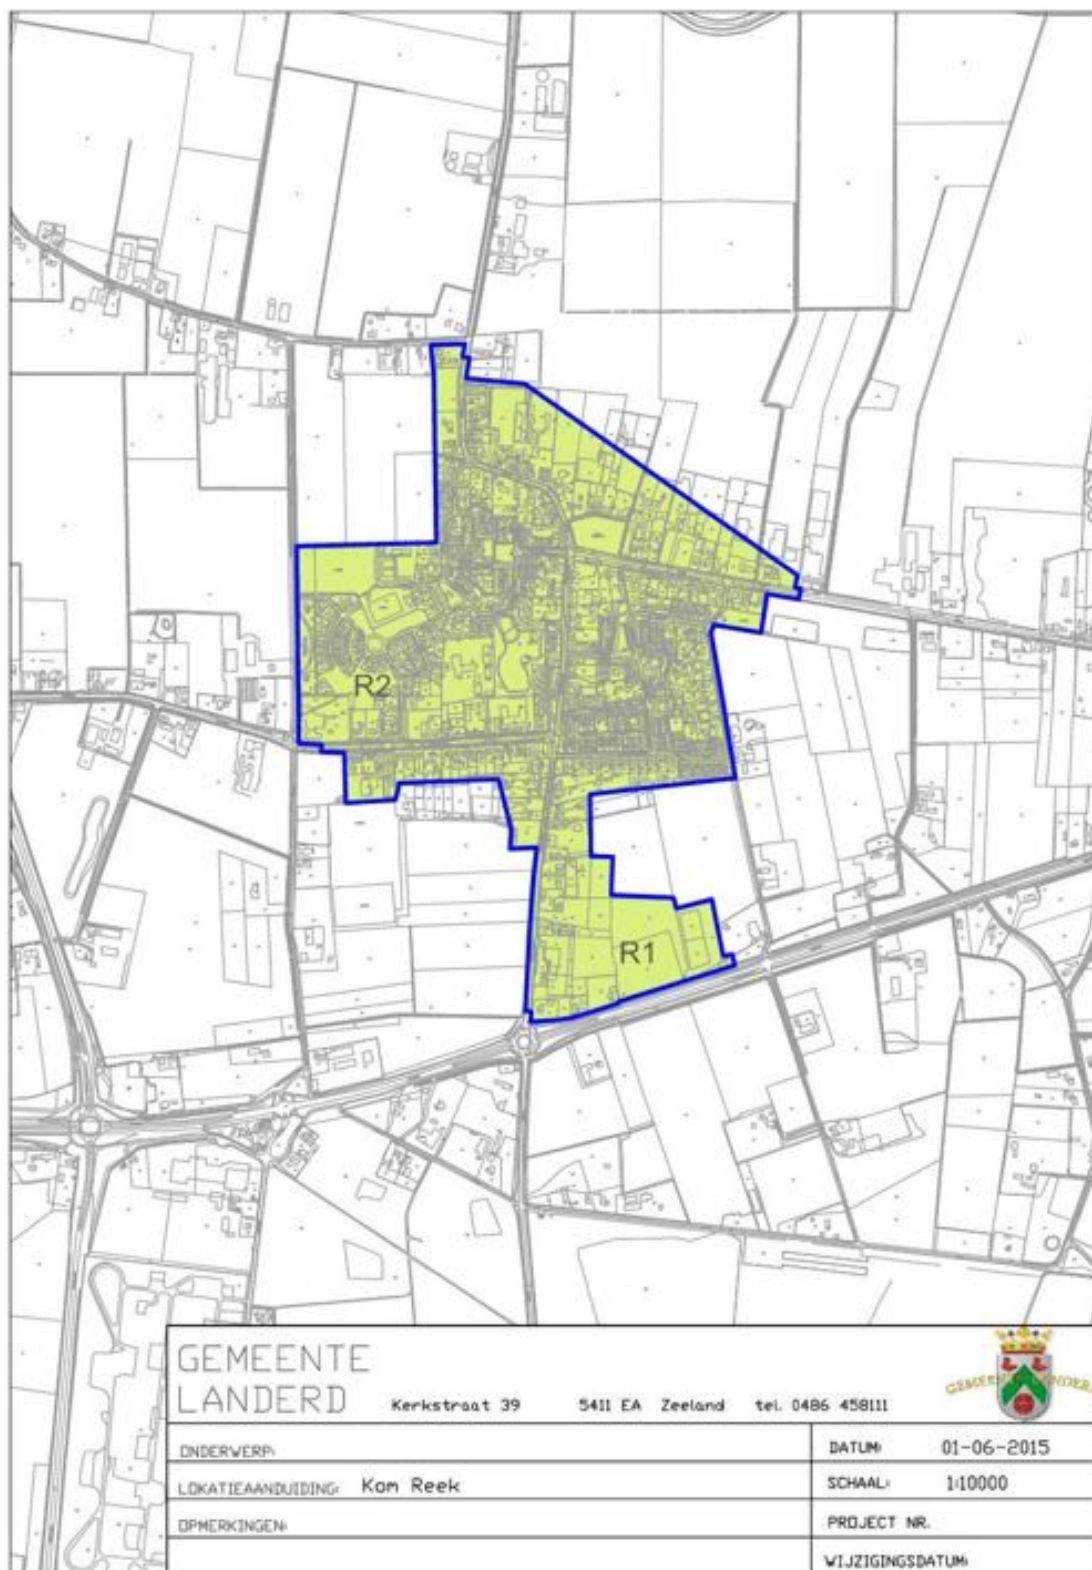 R2
R1
GEMEENTE
LANDERD
Kerkstraat 39 5411 EA Zeeland tel. 0486 458111
ONDERWERP:
DATUM: 01-06-2015
LOKATIEAANDUIDING: Kom Reek
SCHAAL: 1:10000
OPMERKINGEN:
PROJECT NR.
WIJZIGINGSDATUM: